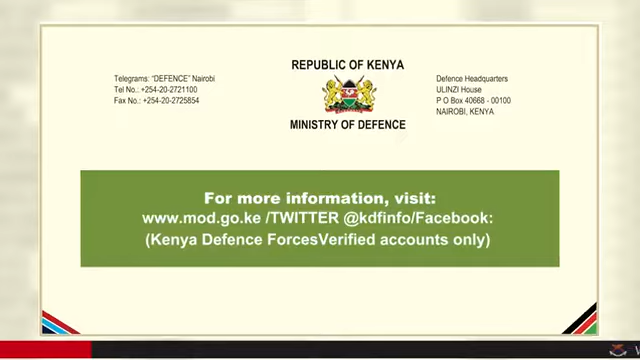 REPUBLIC OF KENYA
MINISTRY OF DEFENCE
Telegrams: "DEFENCE" Nairobi
Tel No.: +254-20-2721100
Fax No.: +254-20-2725854
Defence Headquarters
ULINZI House
P O Box 40668 - 00100
NAIROBI, KENYA
For more information, visit:
www.mod.go.ke /TWITTER @kdfinfo/Facebook:
(Kenya Defence ForcesVerified accounts only)